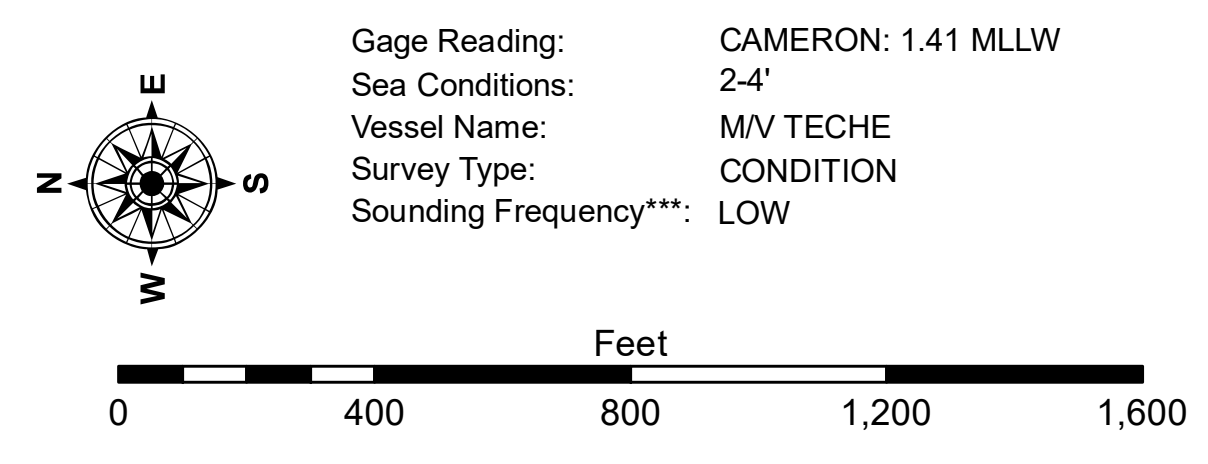 Gage Reading: CAMERON: 1.41 MLLW
Sea Conditions: 2-4'
Vessel Name: M/V TECHE
Survey Type: CONDITION
Sounding Frequency***: LOW
E
N S
W
Feet
0 400 800 1,200 1,600